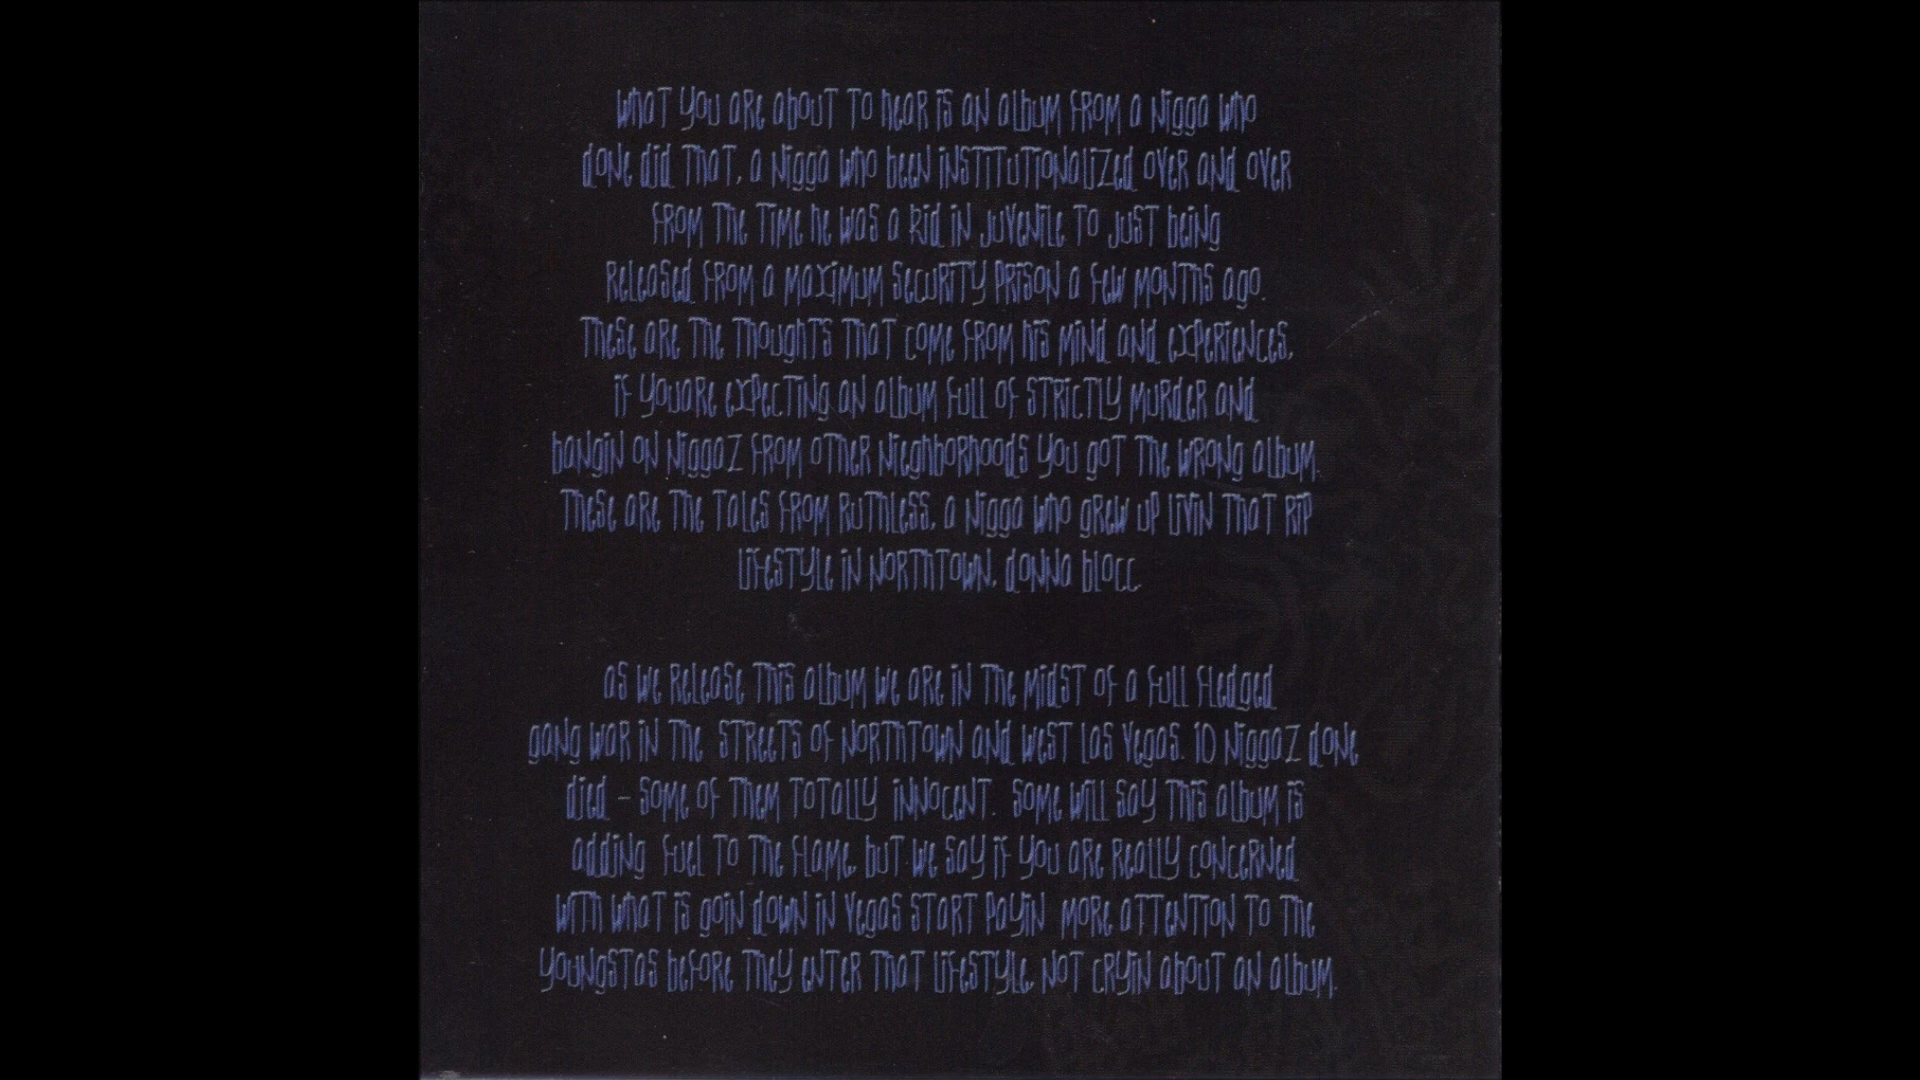 WHAT YOU ARE ABOUT TO HEAR IS AN ALBUM FROM A NIGGA WHO
DONE DID THAT, A NIGGA WHO BEEN INSTITUTIONALIZED OVER AND OVER
FROM THE TIME HE WAS A KID IN JUVENILE TO JUST BEING
RELEASED FROM A MAXIMUM SECURITY PRISON A FEW MONTHS AGO.
THESE ARE THE THOUGHTS THAT COME FROM HIS MIND AND EXPERIENCES,
IF YOUARE EXPECTING AN ALBUM FULL OF STRICTLY MURDER AND
BANGIN ON NIGGAZ FROM OTHER NIEGHBORHOODS YOU GOT THE WRONG ALBUM.
THESE ARE THE TALES FROM RUTHLESS, A NIGGA WHO GREW UP LIVIN THAT RIP
LIFESTYLE IN NORTHTOWN, DONNA BLOCC.
AS WE RELEASE THIS ALBUM WE ARE IN THE MIDST OF A FULL FLEDGED
GANG WAR IN THE STREETS OF NORTHTOWN AND WEST LAS VEGAS. 10 NIGGAZ DONE
DIED - SOME OF THEM TOTALLY INNOCENT. SOME WILL SAY THIS ALBUM IS
ADDING FUEL TO THE FLAME, BUT WE SAY IF YOU ARE REALLY CONCERNED
WITH WHAT IS GOIN DOWN IN VEGAS START PAYIN MORE ATTENTION TO THE
YOUNGSTAS BEFORE THEY ENTER THAT LIFESTYLE, NOT CRYIN ABOUT AN ALBUM.